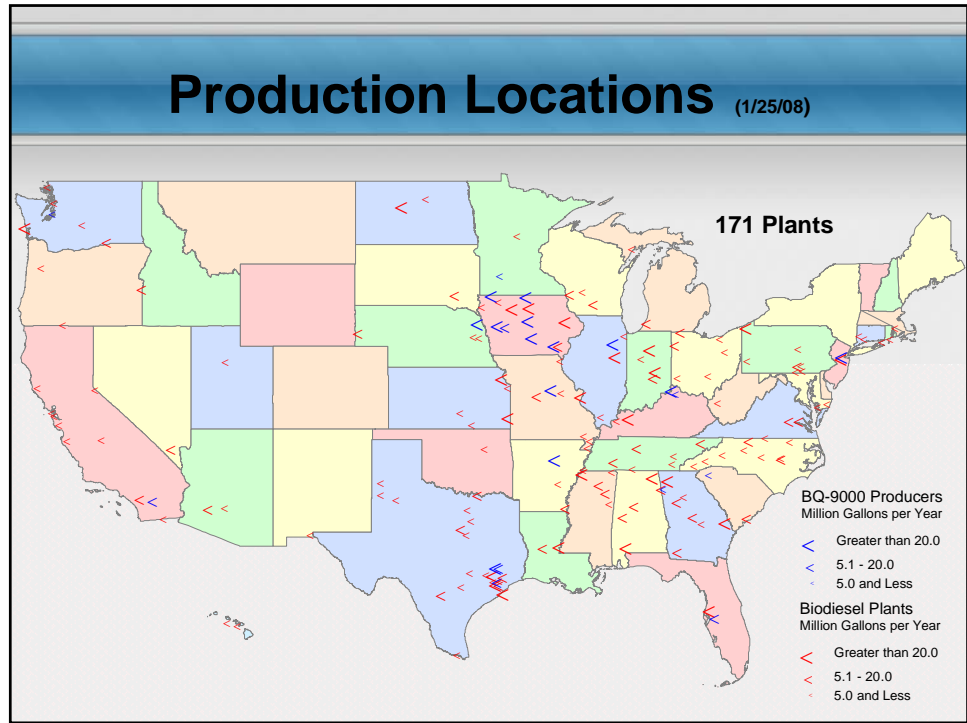 Production Locations (1/25/08)
171 Plants
BQ-9000 Producers
Million Gallons per Year
Greater than 20.0
5.1 - 20.0
5.0 and Less
Biodiesel Plants
Million Gallons per Year
Greater than 20.0
5.1 - 20.0
5.0 and Less